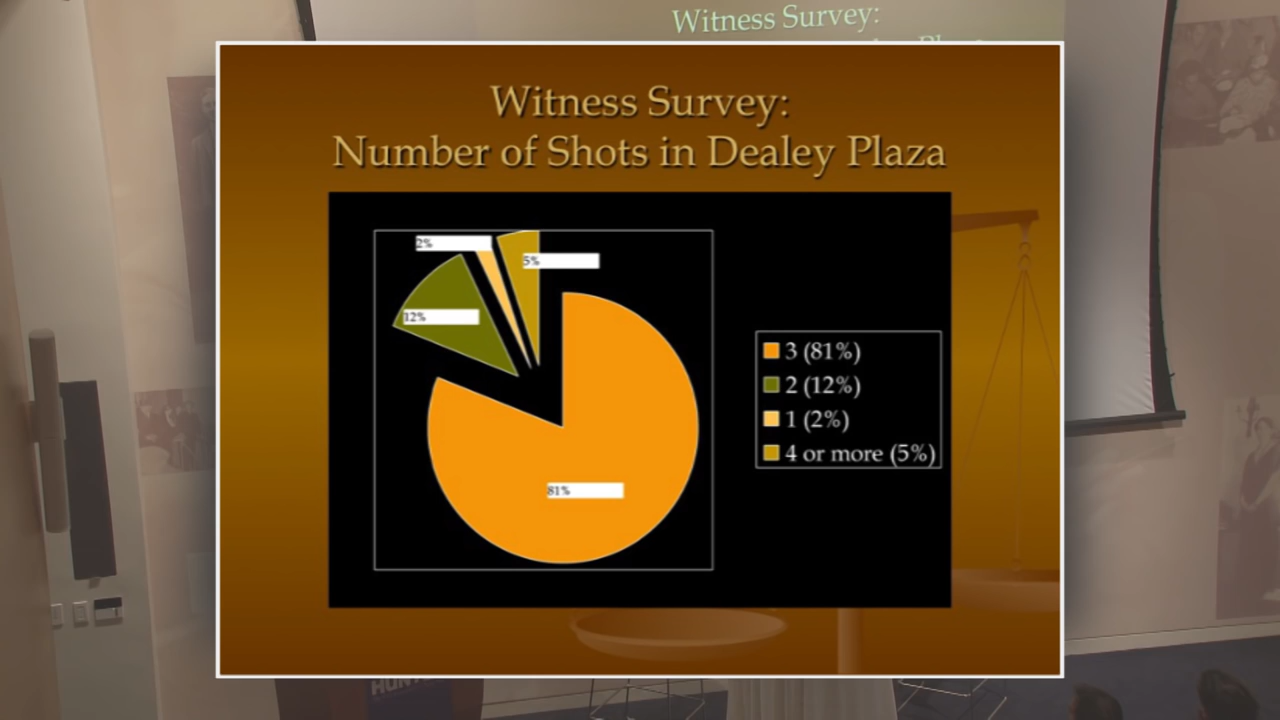 Witness Survey:
Witness Survey:
Number of Shots in Dealey Plaza
2%
5%
12%
81%
3 (81%)
2 (12%)
1 (2%)
4 or more (5%)